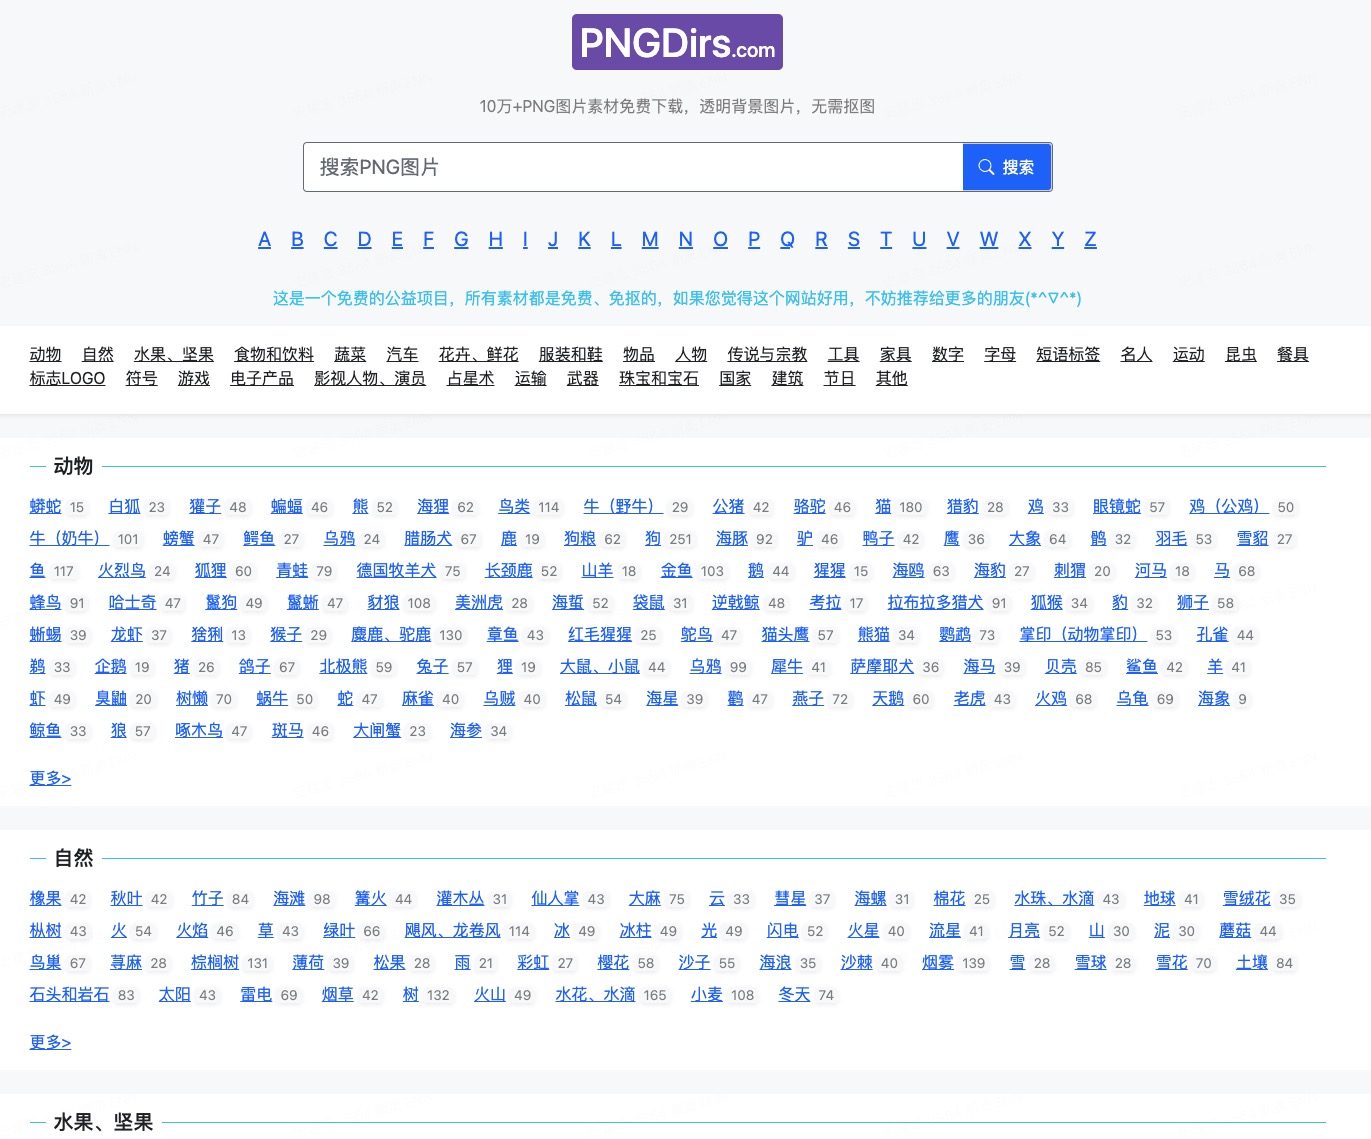 PNGDirs.com
10万+PNG图片素材免费下载，透明背景图片，无需抠图
搜索PNG图片 搜索
A B C D E F G H I J K L M N O P Q R S T U V W X Y Z
这是一个免费的公益项目，所有素材都是免费、免抠的，如果您觉得这个网站好用，不妨推荐给更多的朋友(*^∇^*)
动物 自然 水果、坚果 食物和饮料 蔬菜 汽车 花卉、鲜花 服装和鞋 物品 人物 传说与宗教 工具 家具 数字 字母 短语标签 名人 运动 昆虫 餐具
标志LOGO 符号 游戏 电子产品 影视人物、演员 占星术 运输 武器 珠宝和宝石 国家 建筑 节日 其他
动物
蟒蛇 15 白狐 23 獾子 48 蝙蝠 46 熊 52 海狸 62 鸟类 114 牛（野牛） 29 公猪 42 骆驼 46 猫 180 猎豹 28 鸡 33 眼镜蛇 57 鸡（公鸡） 50
牛（奶牛） 101 螃蟹 47 鳄鱼 27 乌鸦 24 腊肠犬 67 鹿 19 狗粮 62 狗 251 海豚 92 驴 46 鸭子 42 鹰 36 大象 64 鹘 32 羽毛 53 雪貂 27
鱼 117 火烈鸟 24 狐狸 60 青蛙 79 德国牧羊犬 75 长颈鹿 52 山羊 18 金鱼 103 鹅 44 猩猩 15 海鸥 63 海豹 27 刺猬 20 河马 18 马 68
蜂鸟 91 哈士奇 47 鬣狗 49 鬣蜥 47 豺狼 108 美洲虎 28 海蜇 52 袋鼠 31 逆戟鲸 48 考拉 17 拉布拉多猎犬 91 狐猴 34 豹 32 狮子 58
蜥蜴 39 龙虾 37 猞猁 13 猴子 29 麋鹿、驼鹿 130 章鱼 43 红毛猩猩 25 鸵鸟 47 猫头鹰 57 熊猫 34 鹦鹉 73 掌印（动物掌印） 53 孔雀 44
鹈 33 企鹅 19 猪 26 鸽子 67 北极熊 59 兔子 57 狸 19 大鼠、小鼠 44 乌鸦 99 犀牛 41 萨摩耶犬 36 海马 39 贝壳 85 鲨鱼 42 羊 41
虾 49 臭鼬 20 树懒 70 蜗牛 50 蛇 47 麻雀 40 乌贼 40 松鼠 54 海星 39 鹳 47 燕子 72 天鹅 60 老虎 43 火鸡 68 乌龟 69 海象 9
鲸鱼 33 狼 57 啄木鸟 47 斑马 46 大闸蟹 23 海参 34
更多>
自然
橡果 42 秋叶 42 竹子 84 海滩 98 篝火 44 灌木丛 31 仙人掌 43 大麻 75 云 33 彗星 37 海螺 31 棉花 25 水珠、水滴 43 地球 41 雪绒花 35
枞树 43 火 54 火焰 46 草 43 绿叶 66 飓风、龙卷风 114 冰 49 冰柱 49 光 49 闪电 52 火星 40 流星 41 月亮 52 山 30 泥 30 蘑菇 44
鸟巢 67 荨麻 28 棕榈树 131 薄荷 39 松果 28 雨 21 彩虹 27 樱花 58 沙子 55 海浪 35 沙棘 40 烟雾 139 雪 28 雪球 28 雪花 70 土壤 84
石头和岩石 83 太阳 43 雷电 69 烟草 42 树 132 火山 49 水花、水滴 165 小麦 108 冬天 74
更多>
水果、坚果